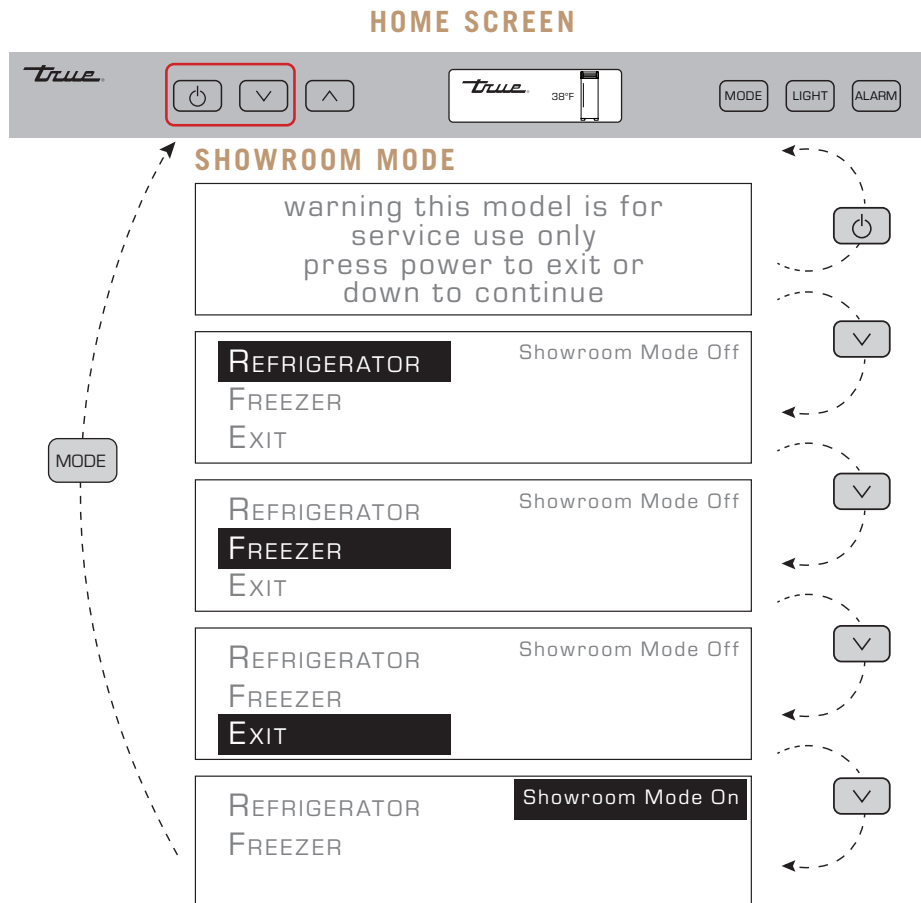 HOME SCREEN
true.
true. 38°F
MODE LIGHT ALARM
SHOWROOM MODE
warning this model is for
service use only
press power to exit or
down to continue
REFRIGERATOR Showroom Mode Off
FREEZER
EXIT
MODE
REFRIGERATOR Showroom Mode Off
FREEZER
EXIT
REFRIGERATOR Showroom Mode Off
FREEZER
EXIT
REFRIGERATOR Showroom Mode On
FREEZER